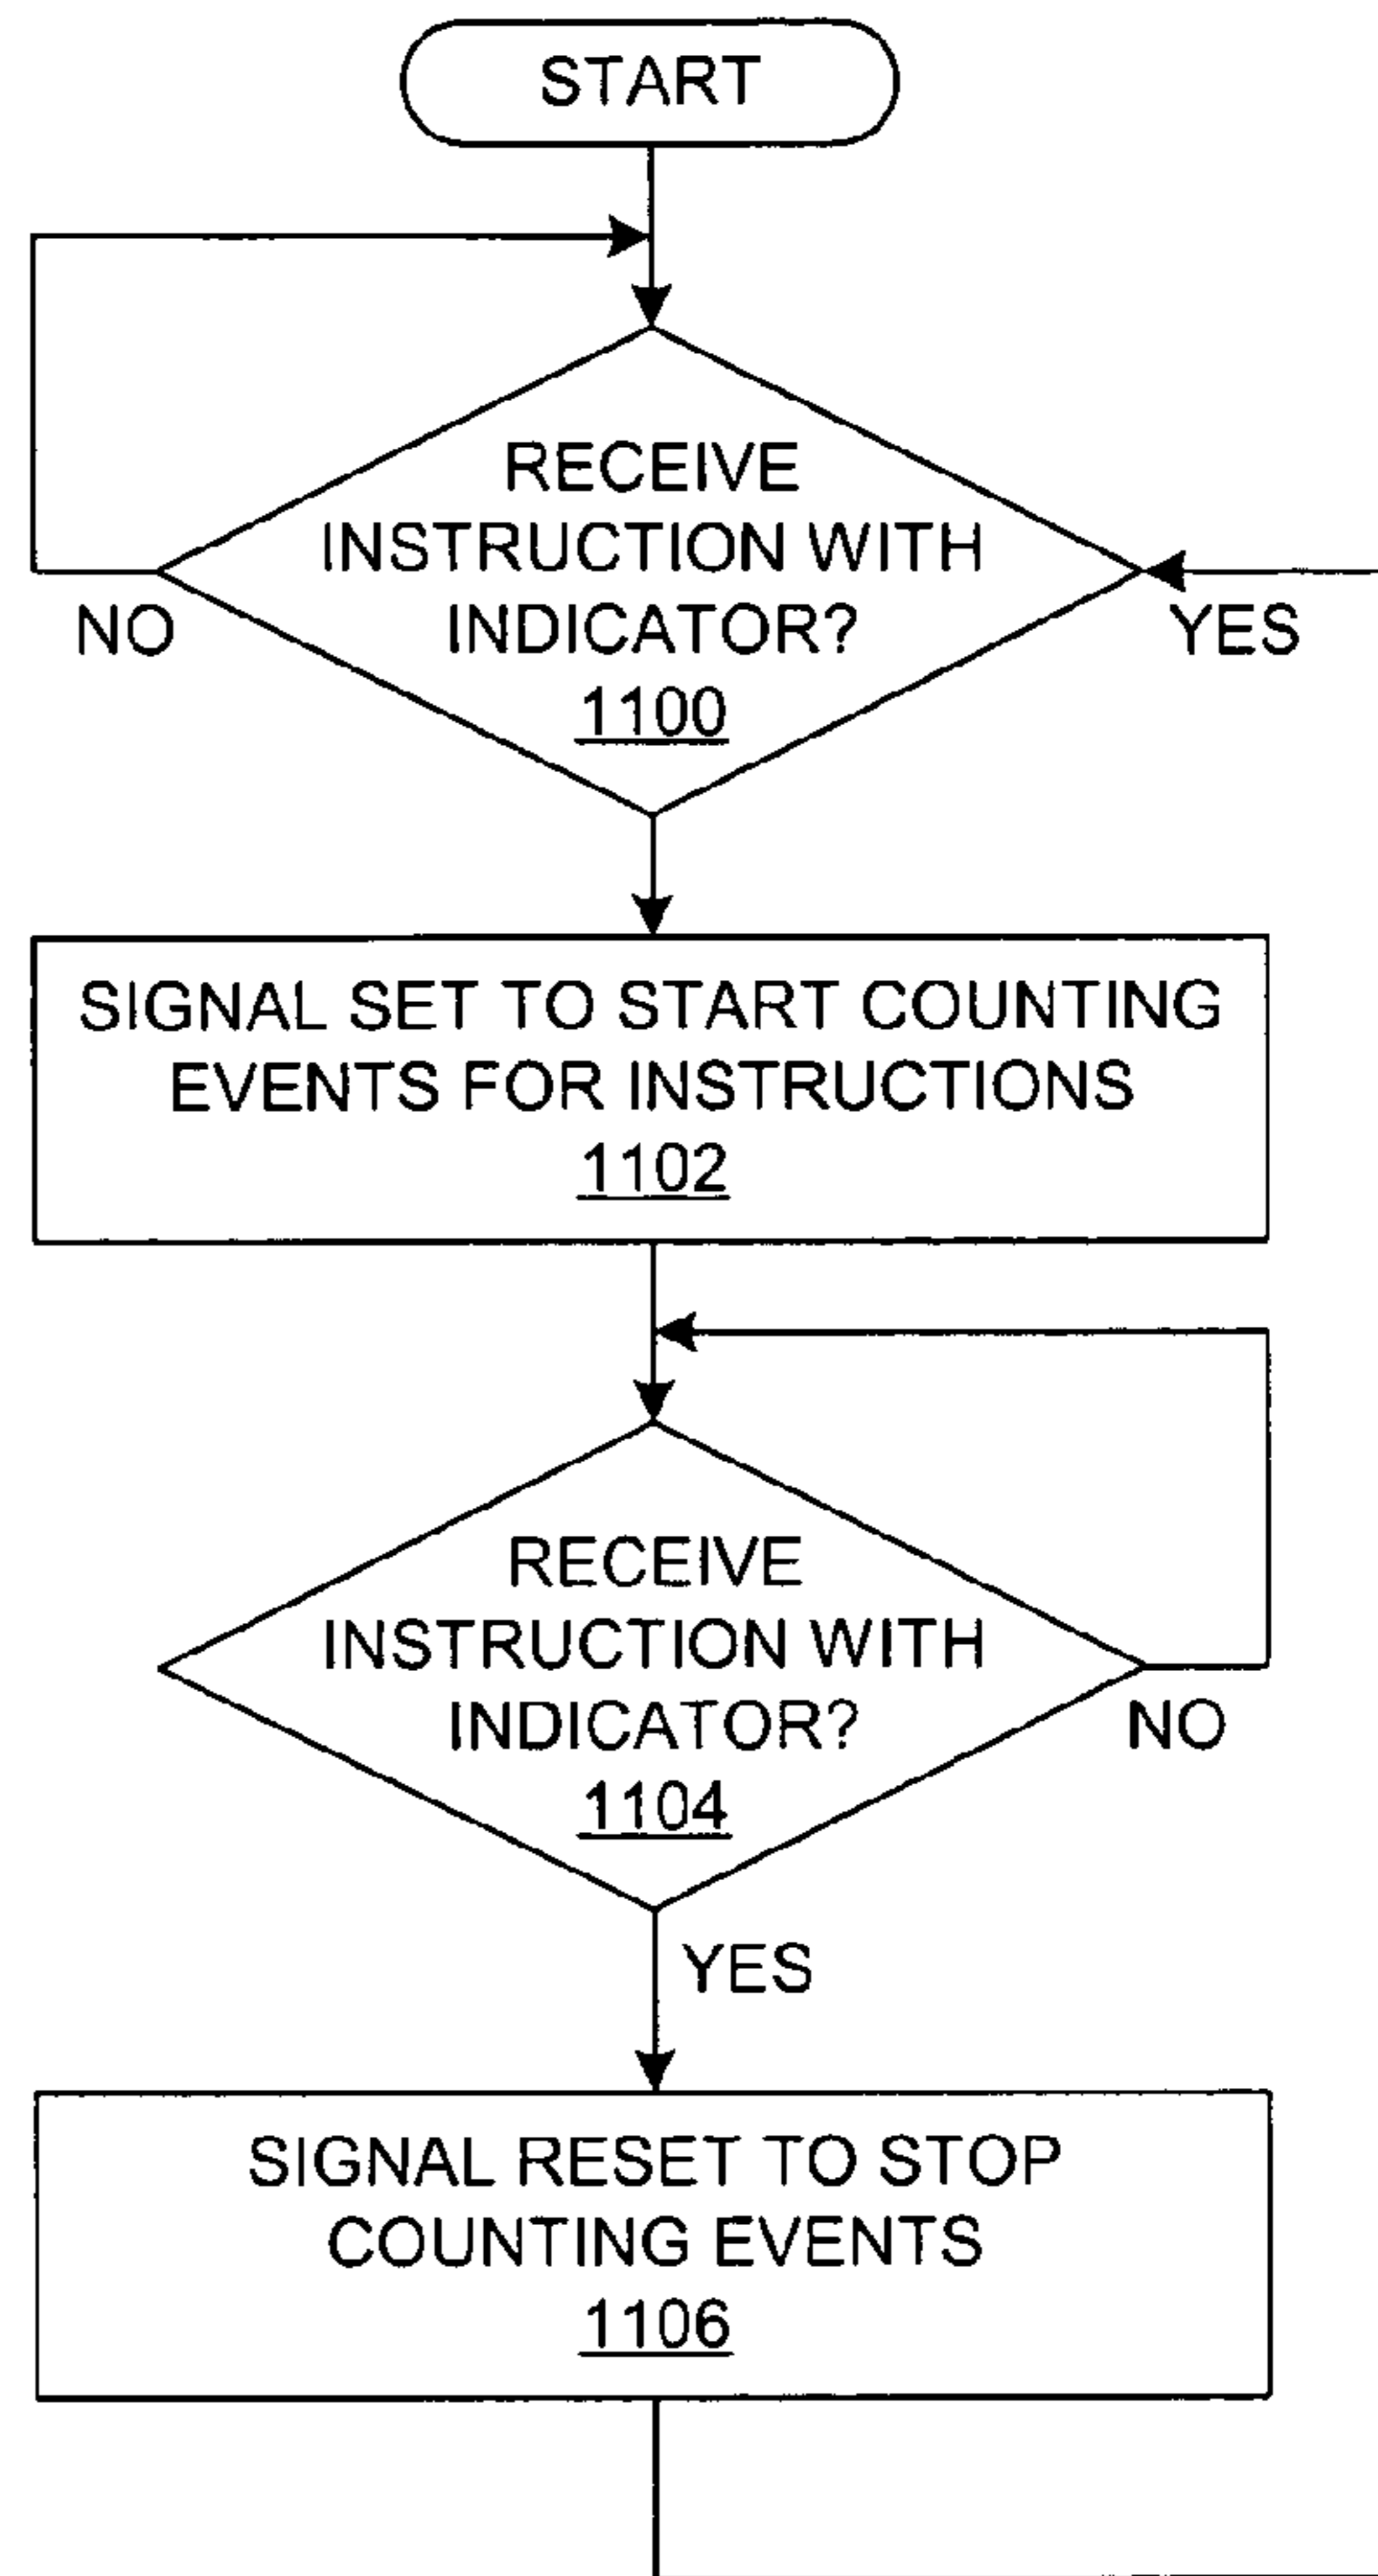 START
RECEIVE
INSTRUCTION WITH
INDICATOR?
1100
NO
YES
SIGNAL SET TO START COUNTING
EVENTS FOR INSTRUCTIONS
1102
RECEIVE
INSTRUCTION WITH
INDICATOR?
1104
NO
YES
SIGNAL RESET TO STOP
COUNTING EVENTS
1106